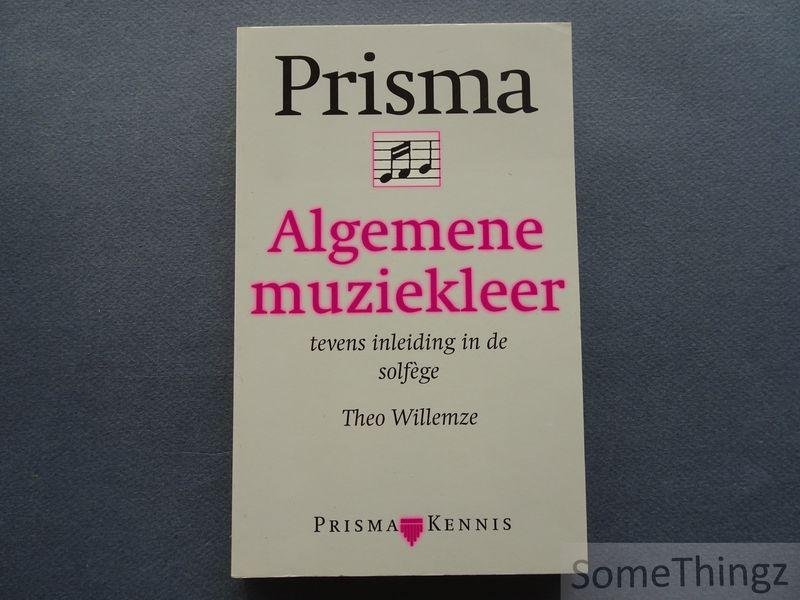 Prisma
Algemene
muziekleer
tevens inleiding in de
solfège
Theo Willemze
PRISMA KENNIS
SomeThingz